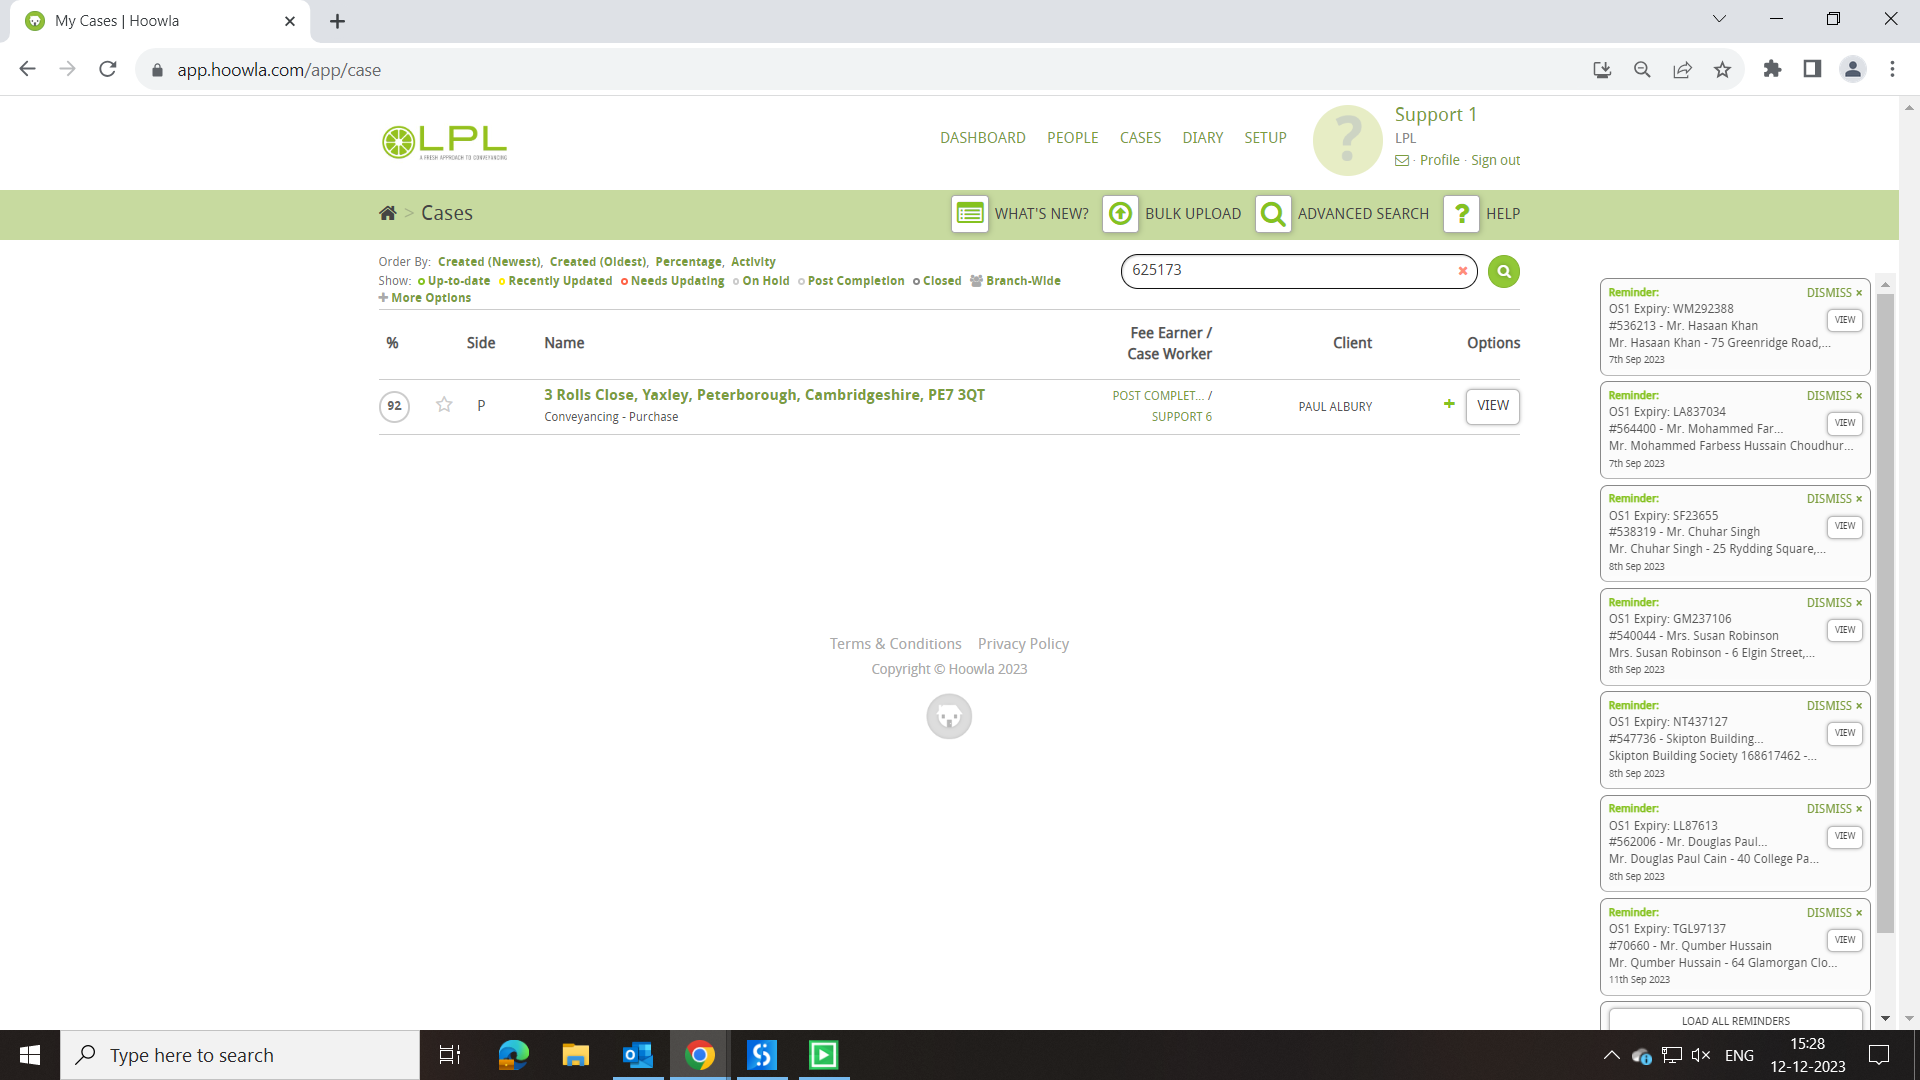 My Cases | Hoowla
app.hoowla.com/app/case
LPL
A FRESH APPROACH TO CONVEYANCING
DASHBOARD PEOPLE CASES DIARY SETUP
?
Support 1
LPL
· Profile · Sign out
> Cases
WHAT'S NEW? BULK UPLOAD ADVANCED SEARCH ? HELP
Order By: Created (Newest), Created (Oldest), Percentage, Activity
Show: Up-to-date Recently Updated Needs Updating On Hold Post Completion Closed Branch-Wide
More Options
625173
% Side Name Fee Earner / Case Worker Client Options
92 P 3 Rolls Close, Yaxley, Peterborough, Cambridgeshire, PE7 3QT
Conveyancing - Purchase
POST COMPLET... /
SUPPORT 6
PAUL ALBURY
+ VIEW
Terms & Conditions Privacy Policy
Copyright © Hoowla 2023
Reminder: DISMISS ×
OS1 Expiry: WM292388
#536213 - Mr. Hasaan Khan
VIEW
Mr. Hasaan Khan - 75 Greenridge Road,...
7th Sep 2023
Reminder: DISMISS ×
OS1 Expiry: LA837034
#564400 - Mr. Mohammed Far...
VIEW
Mr. Mohammed Farbess Hussain Choudhur...
7th Sep 2023
Reminder: DISMISS ×
OS1 Expiry: SF23655
#538319 - Mr. Chuhar Singh
VIEW
Mr. Chuhar Singh - 25 Rydding Square,...
8th Sep 2023
Reminder: DISMISS ×
OS1 Expiry: GM237106
#540044 - Mrs. Susan Robinson
VIEW
Mrs. Susan Robinson - 6 Elgin Street,...
8th Sep 2023
Reminder: DISMISS ×
OS1 Expiry: NT437127
#547736 - Skipton Building...
VIEW
Skipton Building Society 168617462 -...
8th Sep 2023
Reminder: DISMISS ×
OS1 Expiry: LL87613
#562006 - Mr. Douglas Paul...
VIEW
Mr. Douglas Paul Cain - 40 College Pa...
8th Sep 2023
Reminder: DISMISS ×
OS1 Expiry: TGL97137
#70660 - Mr. Qumber Hussain
VIEW
Mr. Qumber Hussain - 64 Glamorgan Clo...
11th Sep 2023
LOAD ALL REMINDERS
Type here to search
ENG
15:28
12-12-2023